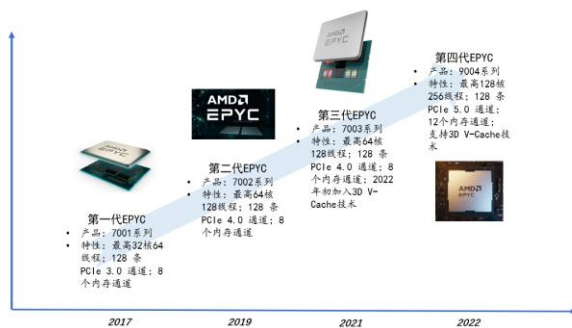 第四代EPYC
• 产品: 9004系列
• 特性: 最高128核
256线程; 128 条
PCIe 5.0 通道;
12个内存通道;
支持3D V-Cache技
术
AMD
EPYC
第三代EPYC
• 产品: 7003系列
• 特性: 最高64核
128线程; 128 条
PCIe 4.0 通道; 8
个内存通道; 2022
年初加入3D V-
Cache技术
AMD
EPYC
第二代EPYC
• 产品: 7002系列
• 特性: 最高64核
128线程; 128 条
PCIe 4.0 通道; 8
个内存通道
第一代EPYC
• 产品: 7001系列
• 特性: 最高32核64
线程; 128 条
PCIe 3.0 通道; 8
个内存通道
2017
2019
2021
2022